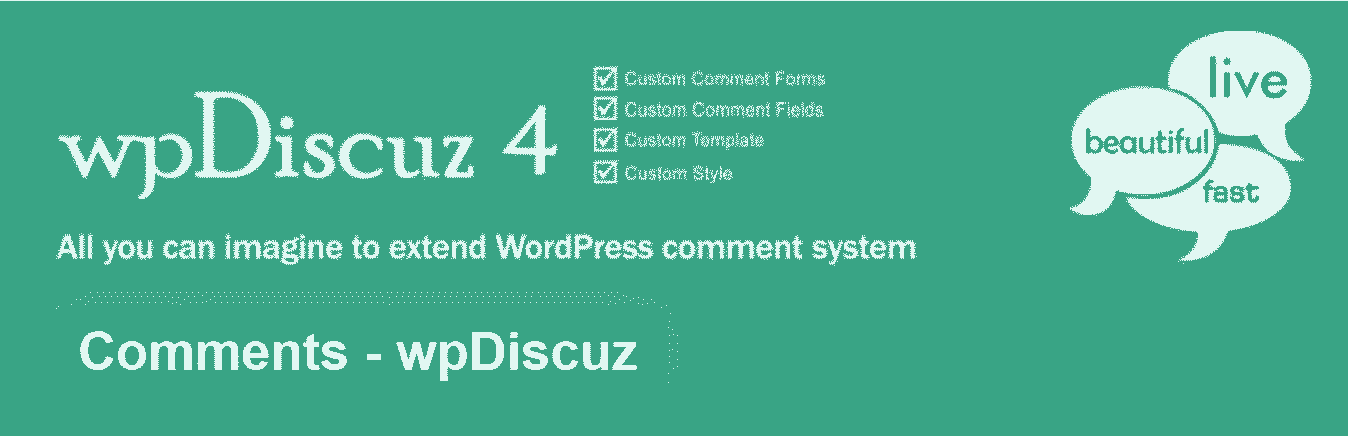 wpDiscuz 4
Custom Comment Forms
Custom Comment Fields
Custom Template
Custom Style
live
beautiful
fast
All you can imagine to extend WordPress comment system
Comments - wpDiscuz